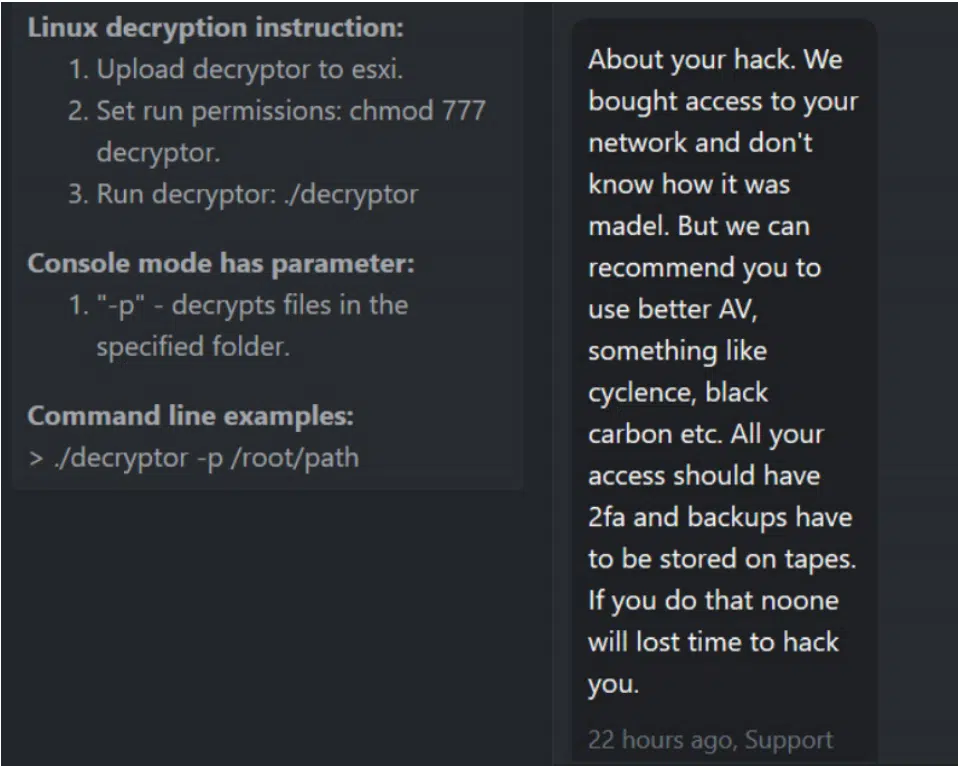 Linux decryption instruction:
1. Upload decryptor to esxi.
2. Set run permissions: chmod 777
decryptor.
3. Run decryptor: ./decryptor
Console mode has parameter:
1. "-p" - decrypts files in the
specified folder.
Command line examples:
> ./decryptor -p /root/path
About your hack. We
bought access to your
network and don't
know how it was
madel. But we can
recommend you to
use better AV,
something like
cyclence, black
carbon etc. All your
access should have
2fa and backups have
to be stored on tapes.
If you do that noone
will lost time to hack
you.
22 hours ago, Support